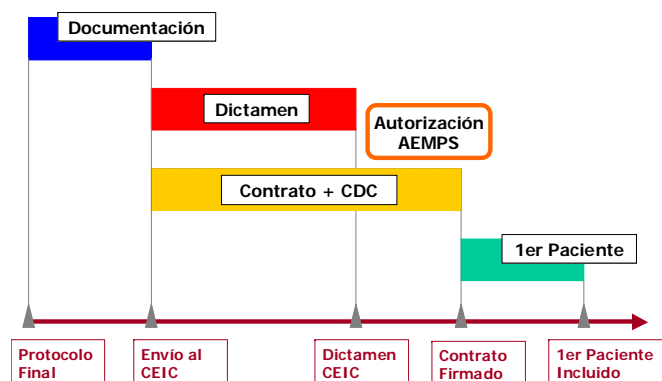 Documentación
Dictamen
Autorización
AEMPS
Contrato + CDC
1er Paciente
Protocolo
Final
Envío al
CEIC
Dictamen
CEIC
Contrato
Firmado
1er Paciente
Incluido